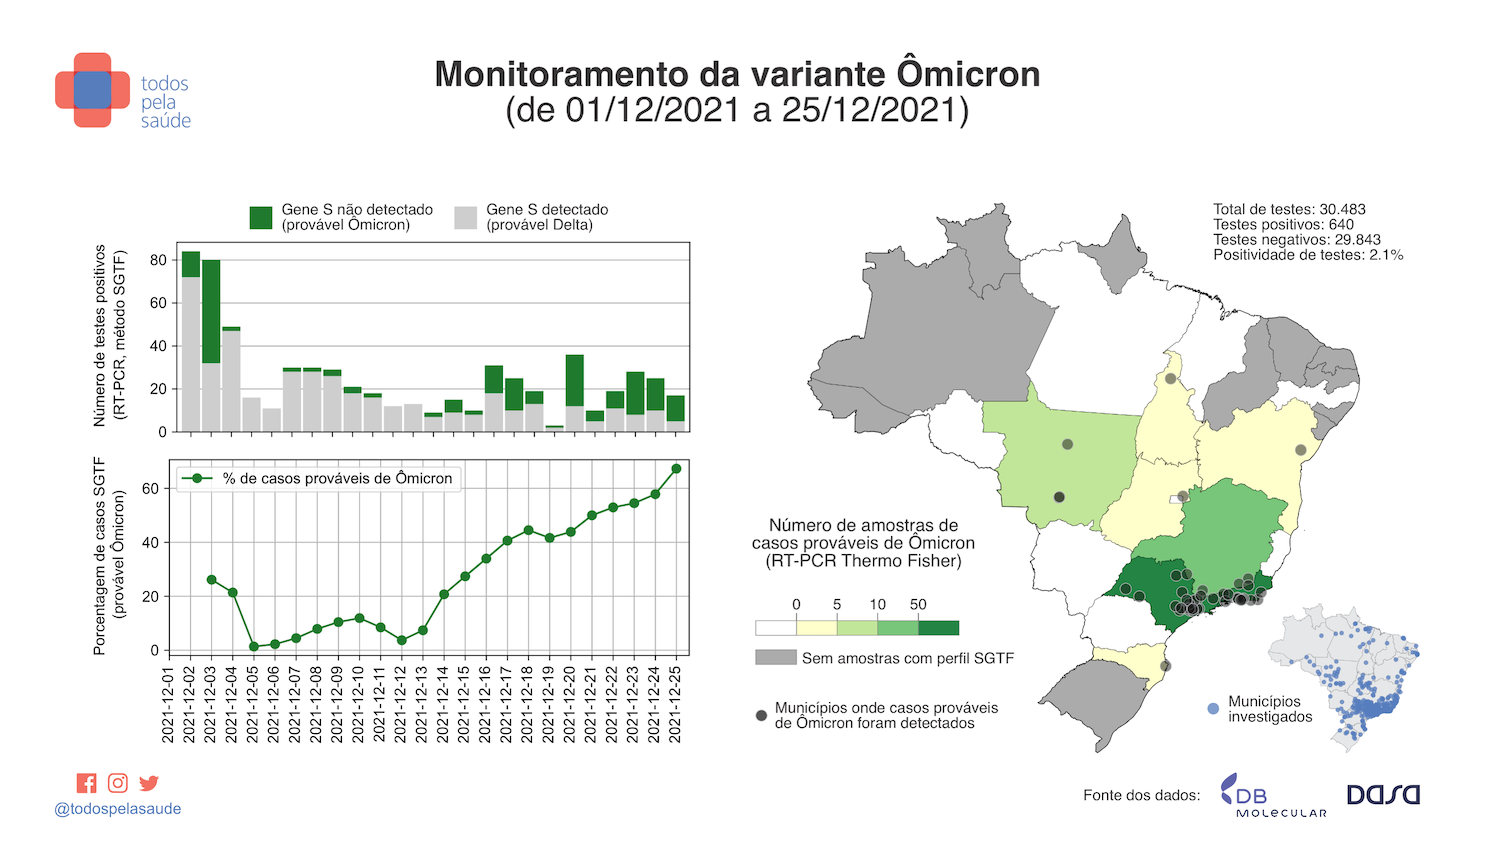 todos
pela
saúde
Monitoramento da variante Ômicron
(de 01/12/2021 a 25/12/2021)
Gene S não detectado
(provável Ômicron)
Gene S detectado
(provável Delta)
Número de testes positivos
(RT-PCR, método SGTF)
80
60
40
20
0
Porcentagem de casos SGTF
(provável Ômicron)
% de casos prováveis de Ômicron
60
40
20
0
2021-12-01
2021-12-02
2021-12-03
2021-12-04
2021-12-05
2021-12-06
2021-12-07
2021-12-08
2021-12-09
2021-12-10
2021-12-11
2021-12-12
2021-12-13
2021-12-14
2021-12-15
2021-12-16
2021-12-17
2021-12-18
2021-12-19
2021-12-20
2021-12-21
2021-12-22
2021-12-23
2021-12-24
2021-12-25
Total de testes: 30.483
Testes positivos: 640
Testes negativos: 29.843
Positividade de testes: 2.1%
Número de amostras de
casos prováveis de Ômicron
(RT-PCR Thermo Fisher)
0 5 10 50
Sem amostras com perfil SGTF
Municípios onde casos prováveis
de Ômicron foram detectados
Municípios
investigados
@todospelasaude
Fonte dos dados:
DB
MOLECULAR
DASA